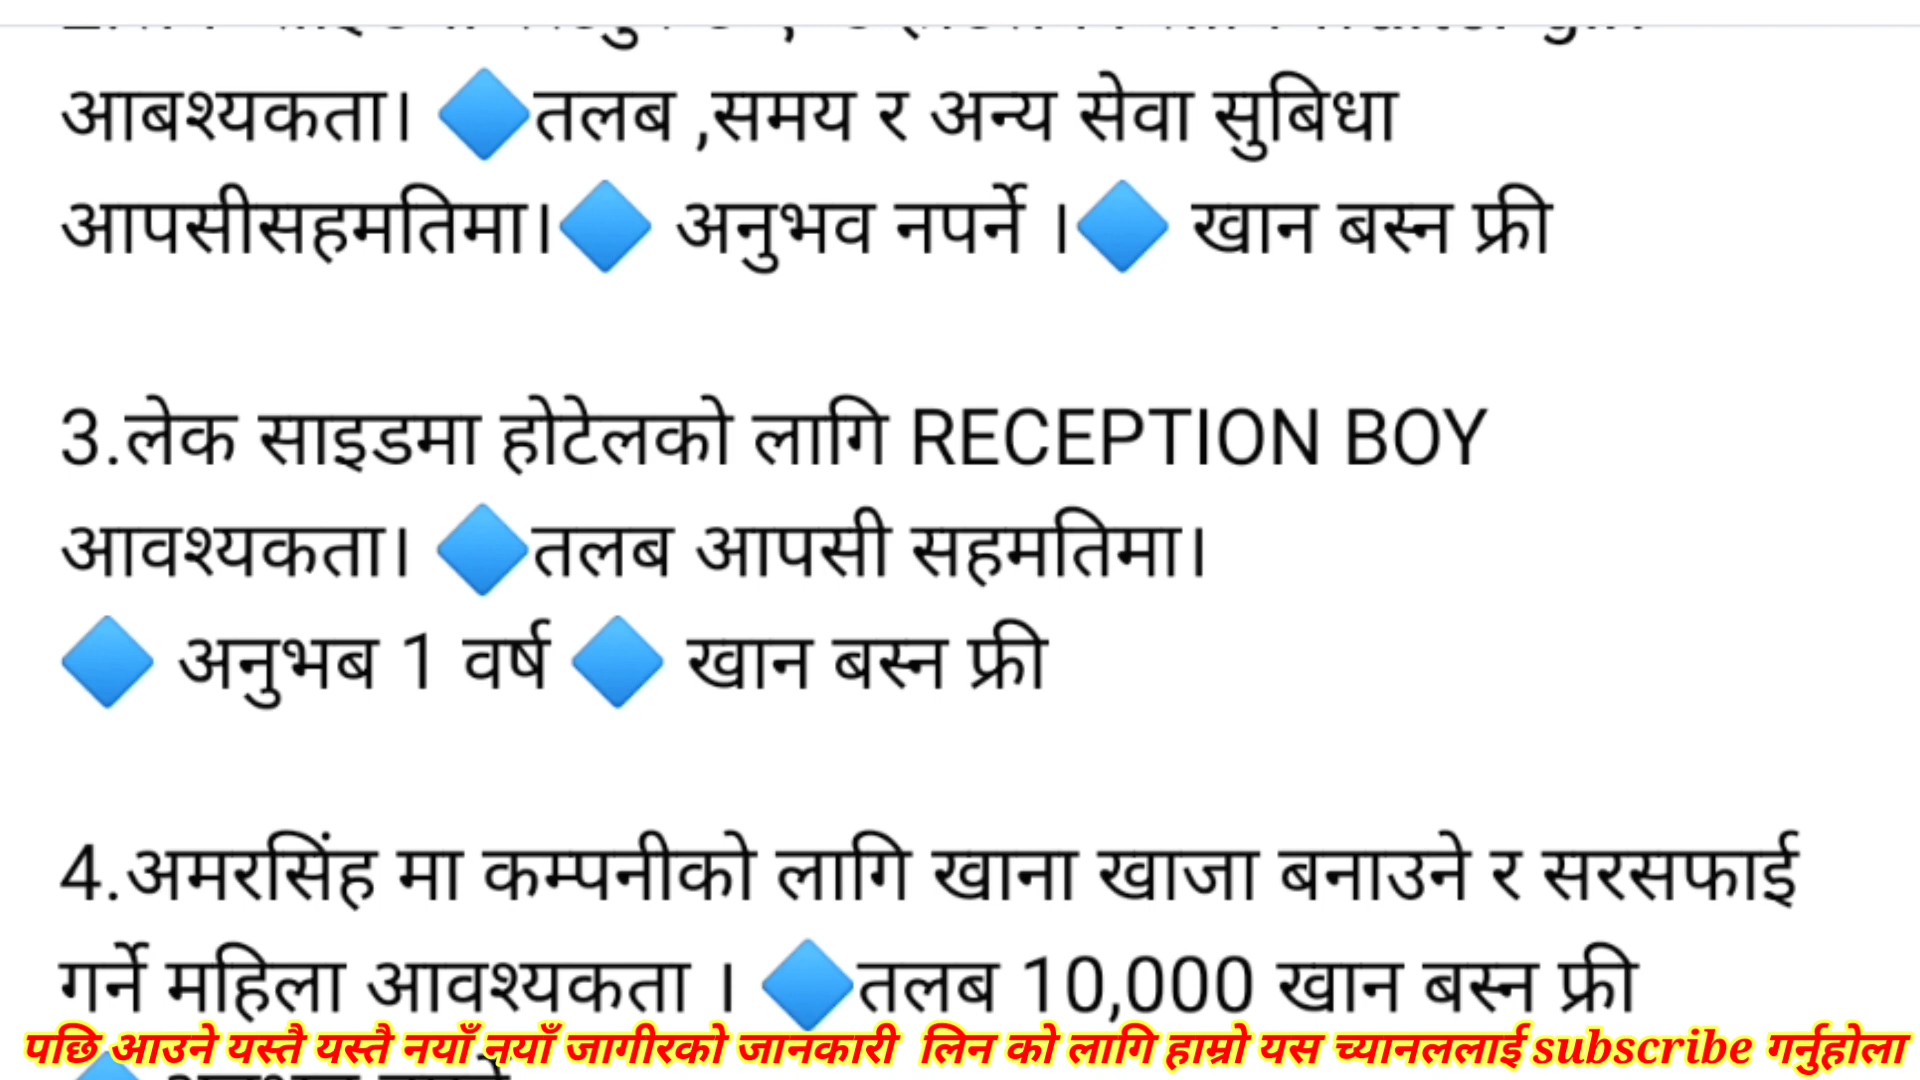 आबश्यकता। 🔷तलब ,समय र अन्य सेवा सुबिधा
आपसीसहमतिमा।🔷 अनुभव नपर्ने ।🔷 खान बस्न फ्री
3.लेक साइडमा होटेलको लागि RECEPTION BOY
आवश्यकता। 🔷तलब आपसी सहमतिमा।
🔷 अनुभब 1 वर्ष 🔷 खान बस्न फ्री
4.अमरसिंह मा कम्पनीको लागि खाना खाजा बनाउने र सरसफाई
गर्ने महिला आवश्यकता । 🔷तलब 10,000 खान बस्न फ्री
पछि आउने यस्तै यस्तै नयाँ नयाँ जागीरको जानकारी लिन को लागि हाम्रो यस च्यानललाई subscribe गर्नुहोला